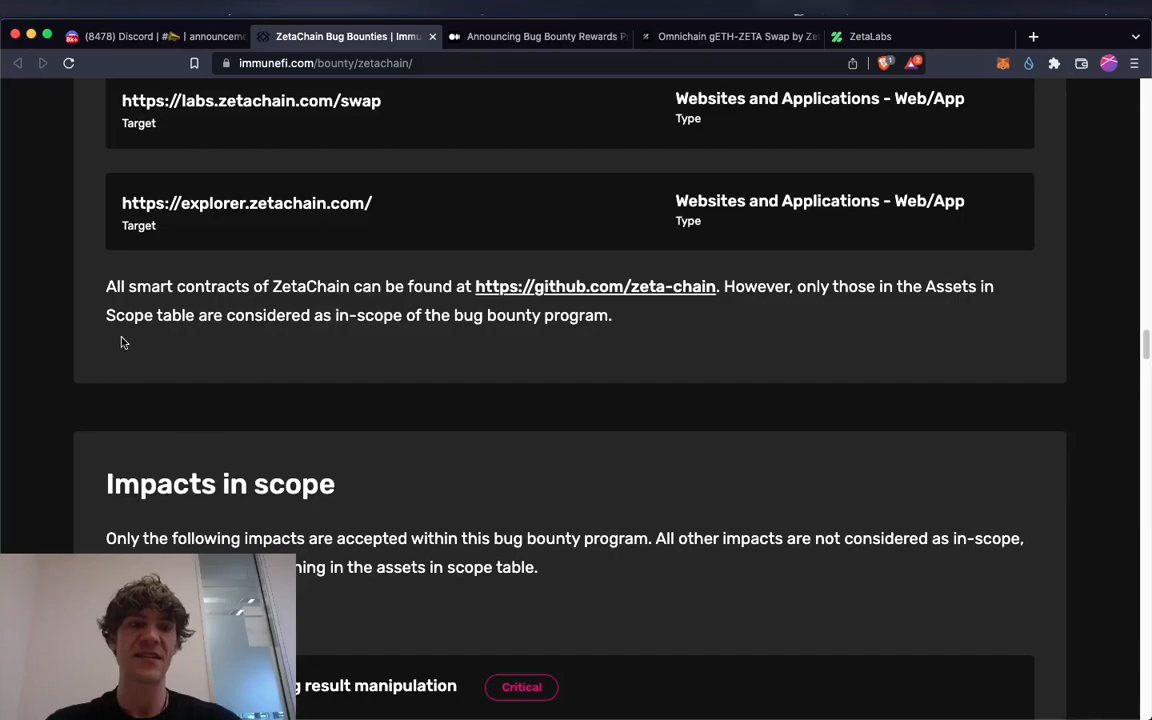 (8478) Discord | #
| announceme
ZetaChain Bug Bounties | Immu
Announcing Bug Bounty Rewards P
Omnichain gETH-ZETA Swap by Ze
ZetaLabs
immunefi.com/bounty/zetachain/
1
2
https://labs.zetachain.com/swap
Websites and Applications - Web/App
Target
Type
https://explorer.zetachain.com/
Websites and Applications - Web/App
Target
Type
All smart contracts of ZetaChain can be found at https://github.com/zeta-chain. However, only those in the Assets in
Scope table are considered as in-scope of the bug bounty program.
Impacts in scope
Only the following impacts are accepted within this bug bounty program. All other impacts are not considered as in-scope,
in the assets in scope table.
result manipulation
Critical